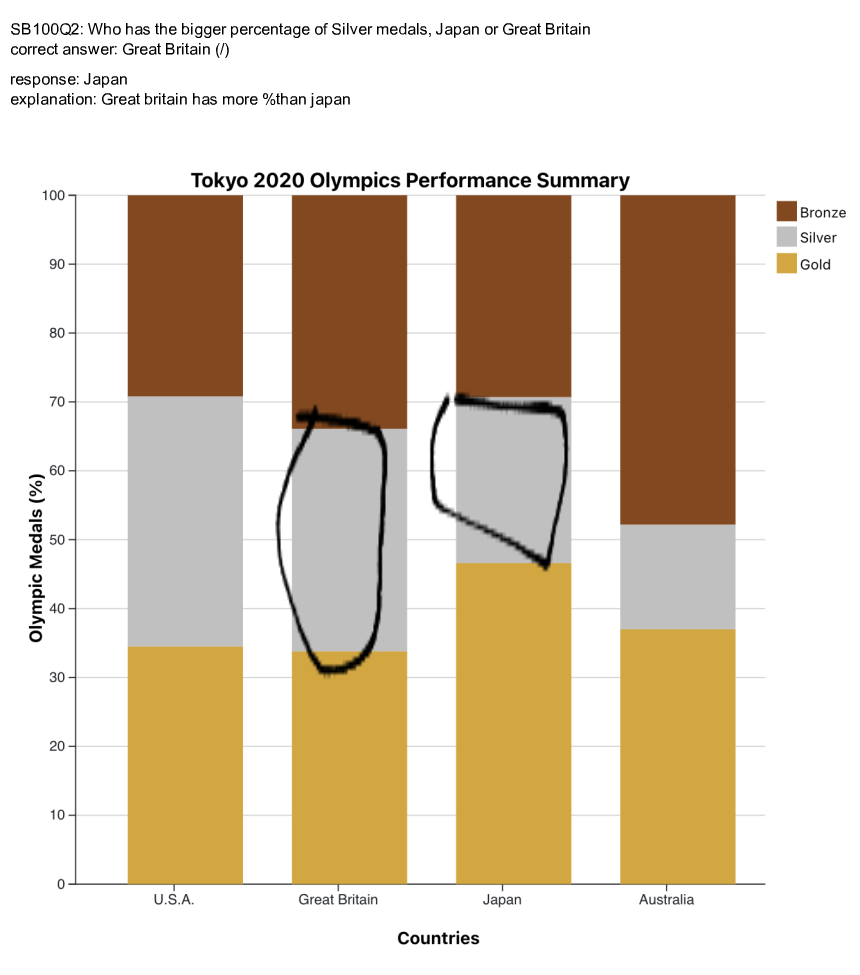 SB100Q2: Who has the bigger percentage of Silver medals, Japan or Great Britain
correct answer: Great Britain (/)
response: Japan
explanation: Great britain has more %than japan
Tokyo 2020 Olympics Performance Summary
100
90
80
70
60
50
40
30
20
10
0
Olympic Medals (%)
Bronze
Silver
Gold
U.S.A.
Great Britain
Japan
Australia
Countries